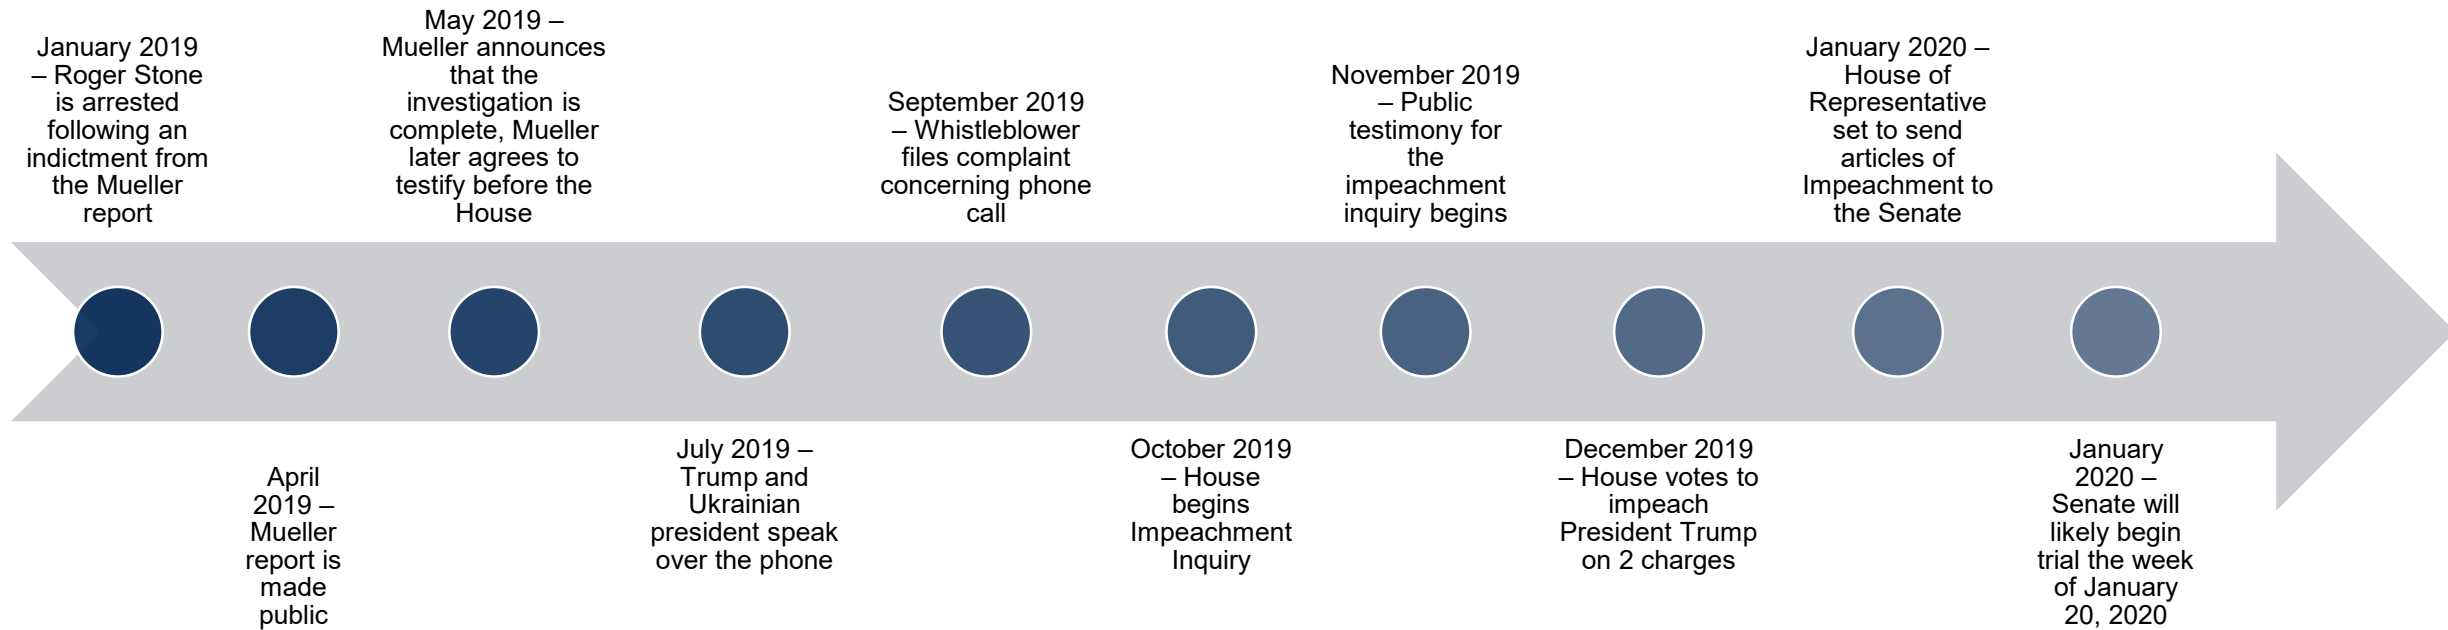 January 2019
– Roger Stone
is arrested
following an
indictment from
the Mueller
report
April
2019 –
Mueller
report is
made
public
May 2019 –
Mueller announces
that the
investigation is
complete, Mueller
later agrees to
testify before the
House
July 2019 –
Trump and
Ukrainian
president speak
over the phone
September 2019
– Whistleblower
files complaint
concerning phone
call
October 2019
– House
begins
Impeachment
Inquiry
November 2019
– Public
testimony for
the
impeachment
inquiry begins
December 2019
– House votes to
impeach
President Trump
on 2 charges
January 2020 –
House of
Representative
set to send
articles of
Impeachment to
the Senate
January
2020 –
Senate will
likely begin
trial the week
of January
20, 2020